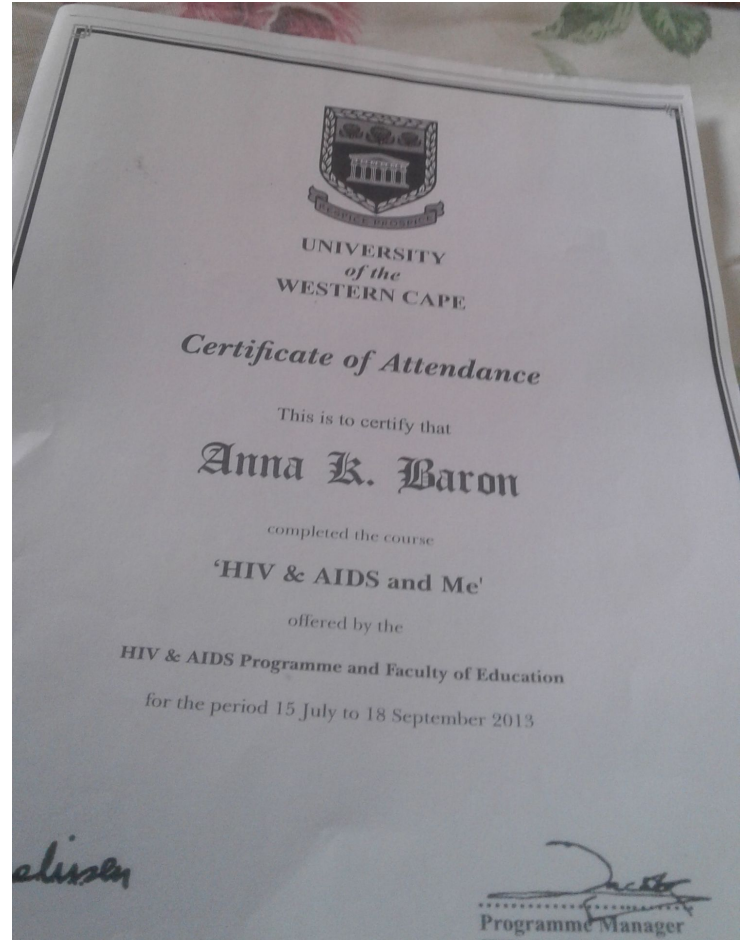 RESPICE PROSPICE
UNIVERSITY
of the
WESTERN CAPE
Certificate of Attendance
This is to certify that
Anna K. Baron
completed the course
‘HIV & AIDS and Me'
offered by the
HIV & AIDS Programme and Faculty of Education
for the period 15 July to 18 September 2013
Programme Manager